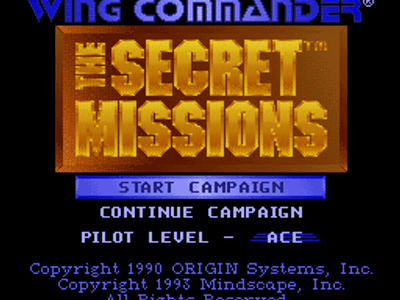 WING COMMANDER®
THE SECRET™
MISSIONS
START CAMPAIGN
CONTINUE CAMPAIGN
PILOT LEVEL - ACE
Copyright 1990 ORIGIN Systems, Inc.
Copyright 1993 Mindscape, Inc.
All Rights Reserved